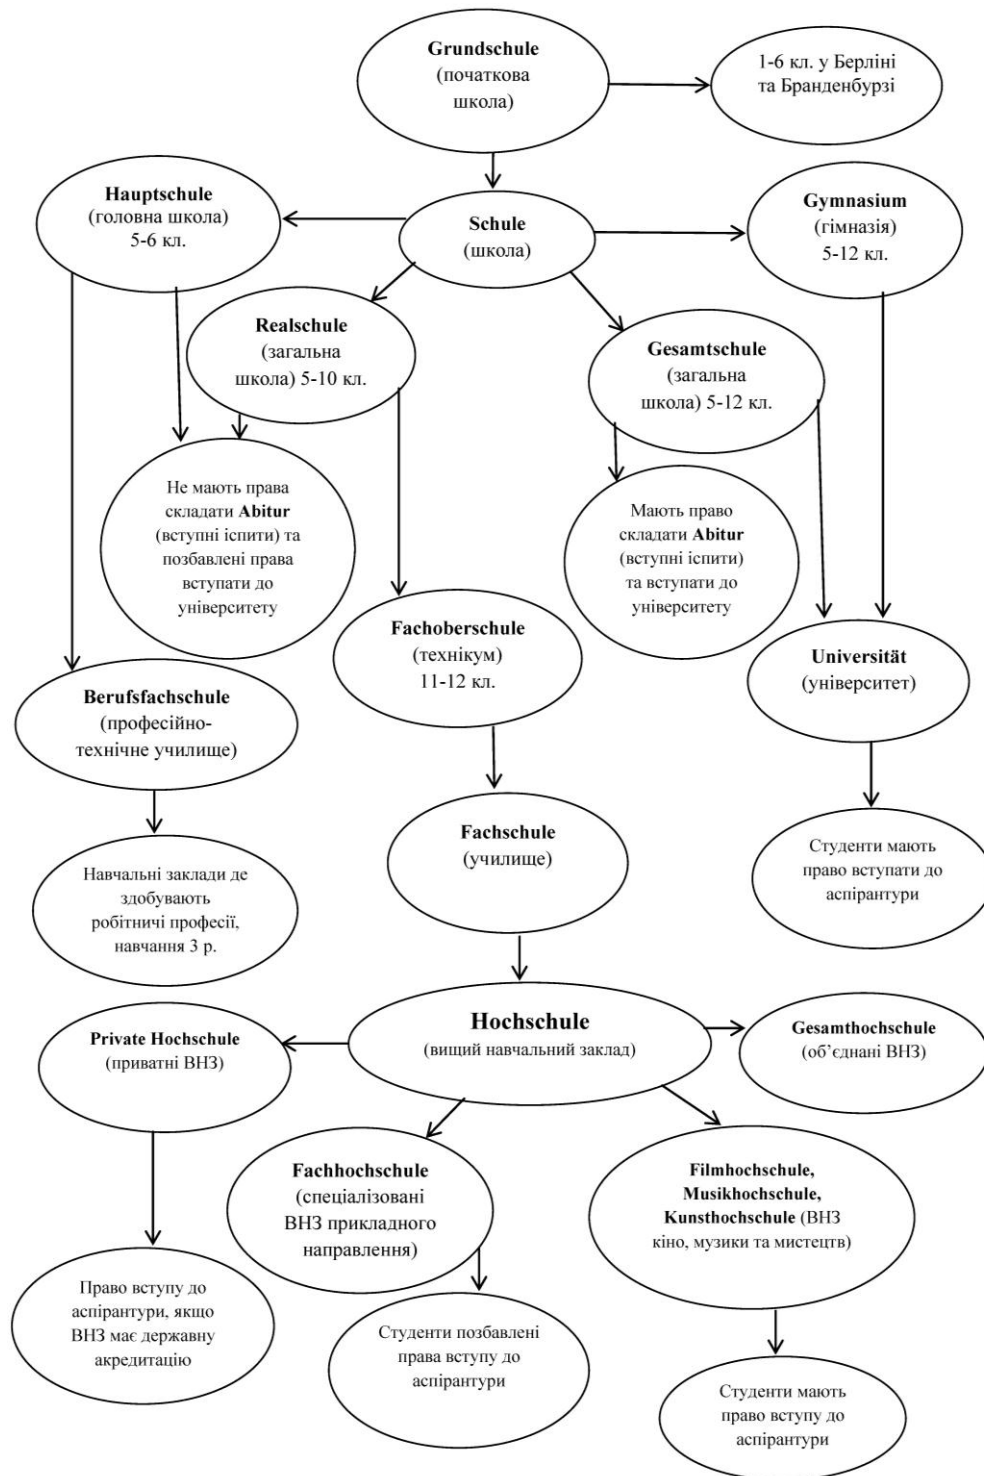 Grundschule
(початкова
школа)
1-6 кл. у Берліні
та Бранденбурзі
Hauptschule
(головна школа)
5-6 кл.
Schule
(школа)
Gymnasium
(гімназія)
5-12 кл.
Realschule
(загальна
школа) 5-10 кл.
Gesamtschule
(загальна
школа) 5-12 кл.
Не мають права
складати Abitur
(вступні іспити) та
позбавлені права
вступати до
університету
Мають право
складати Abitur
(вступні іспити)
та вступати до
університету
Fachoberschule
(технікум)
11-12 кл.
Universität
(університет)
Berufsfachschule
(професійно-
технічне училище)
Fachschule
(училище)
Студенти мають
право вступати до
аспірантури
Навчальні заклади де
здобувають
робітничі професії,
навчання 3 р.
Hochschule
(вищий навчальний заклад)
Private Hochschule
(приватні ВНЗ)
Gesamthochschule
(об’єднані ВНЗ)
Fachhochschule
(спеціалізовані
ВНЗ прикладного
направлення)
Filmhochschule,
Musikhochschule,
Kunsthochschule (ВНЗ
кіно, музики та мистецтв)
Право вступу до
аспірантури, якщо
ВНЗ має державну
акредитацію
Студенти позбавлені
права вступу до
аспірантури
Студенти мають
право вступу до
аспірантури